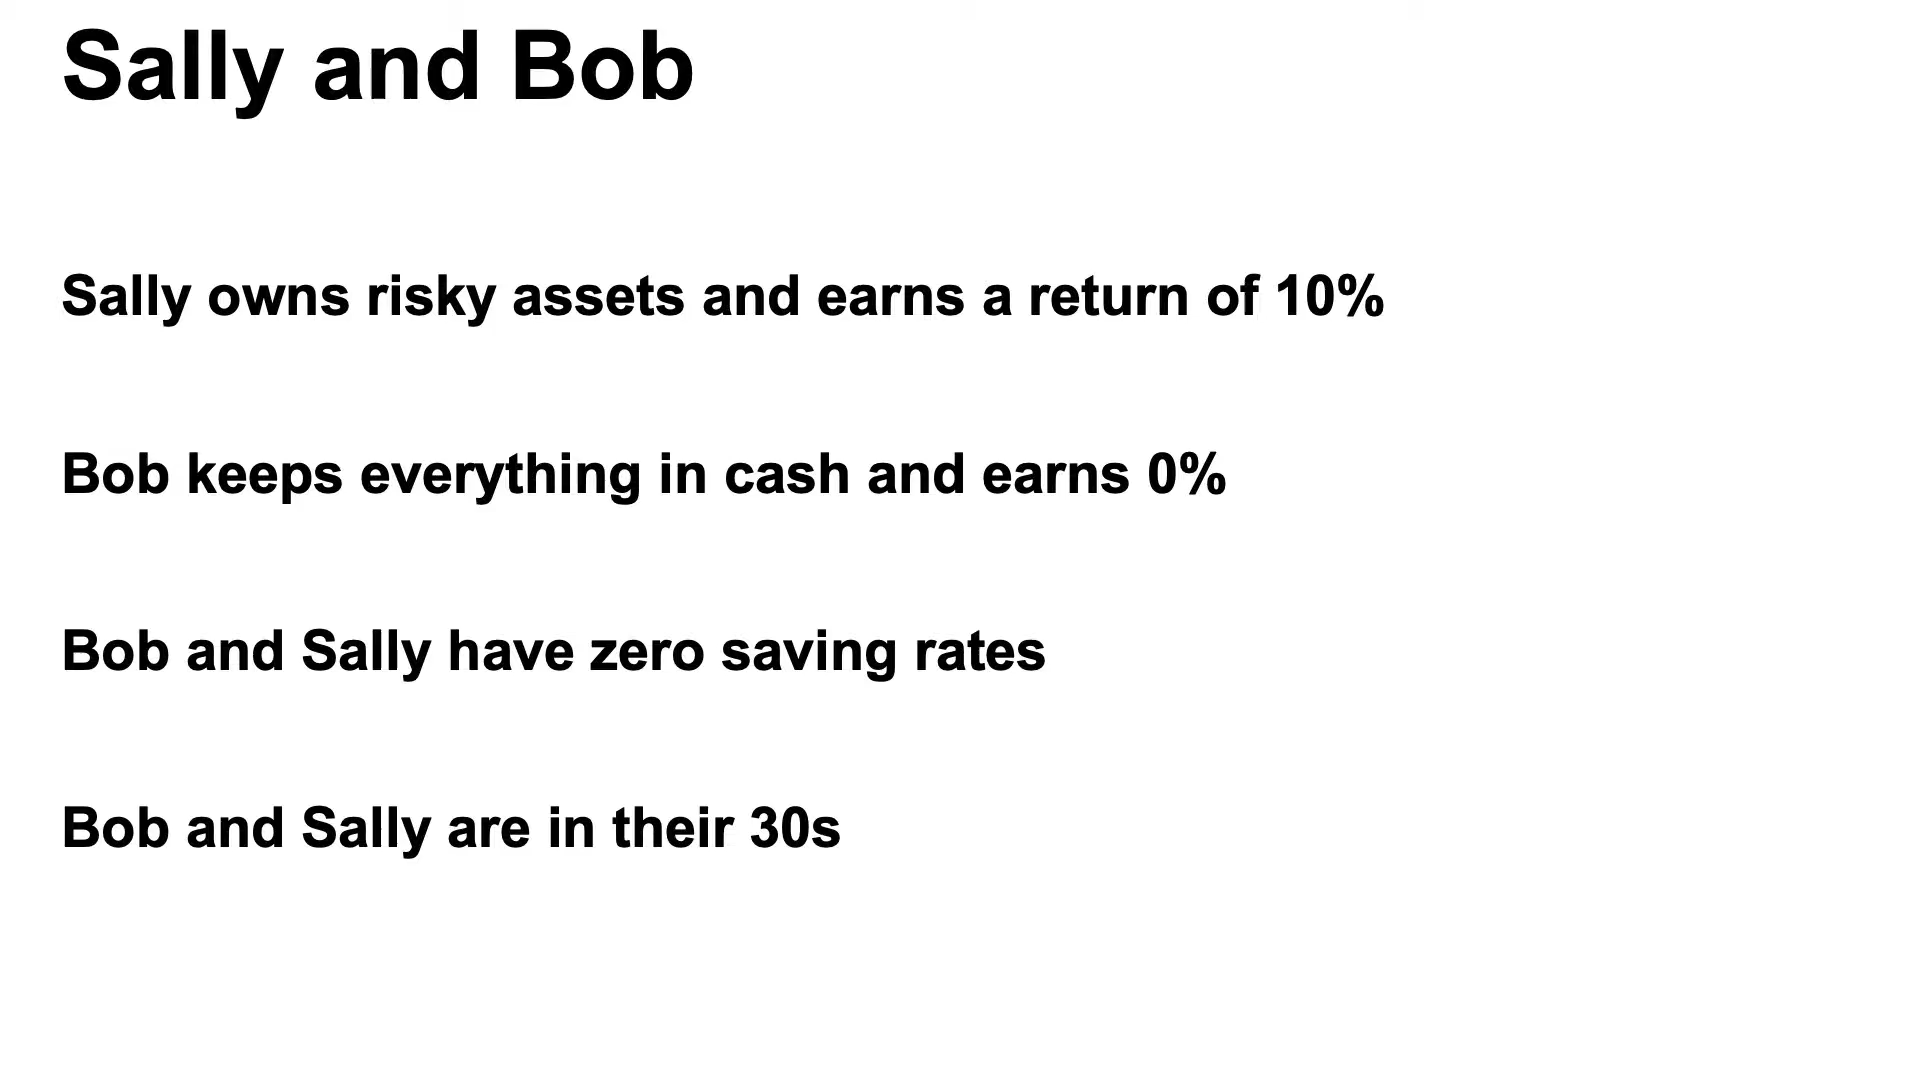 Sally and Bob
Sally owns risky assets and earns a return of 10%
Bob keeps everything in cash and earns 0%
Bob and Sally have zero saving rates
Bob and Sally are in their 30s